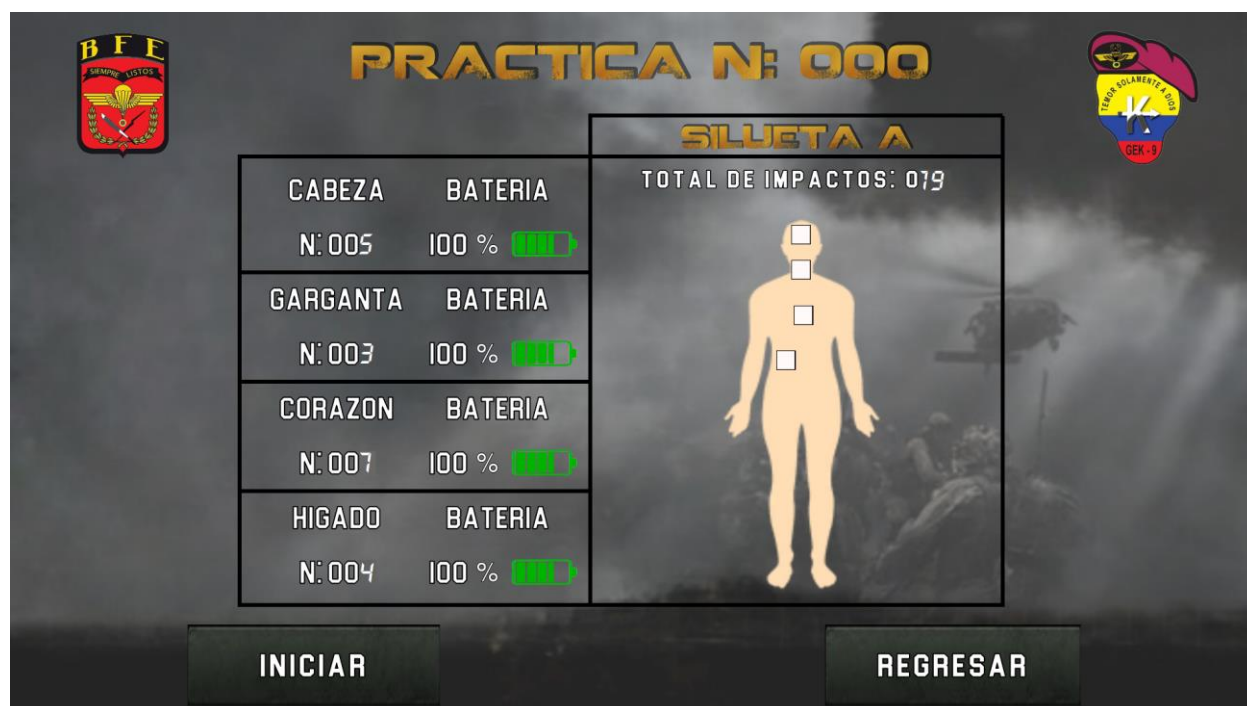 BFE
SIEMPRE LISTOS
PRACTICA N: 000
TEMOR SOLAMENTE A DIOS
K
GEK - 9
SILUETA A
TOTAL DE IMPACTOS: 019
CABEZA BATERIA
N: 005 100 %
GARGANTA BATERIA
N: 003 100 %
CORAZON BATERIA
N: 007 100 %
HIGADO BATERIA
N: 004 100 %
INICIAR
REGRESAR